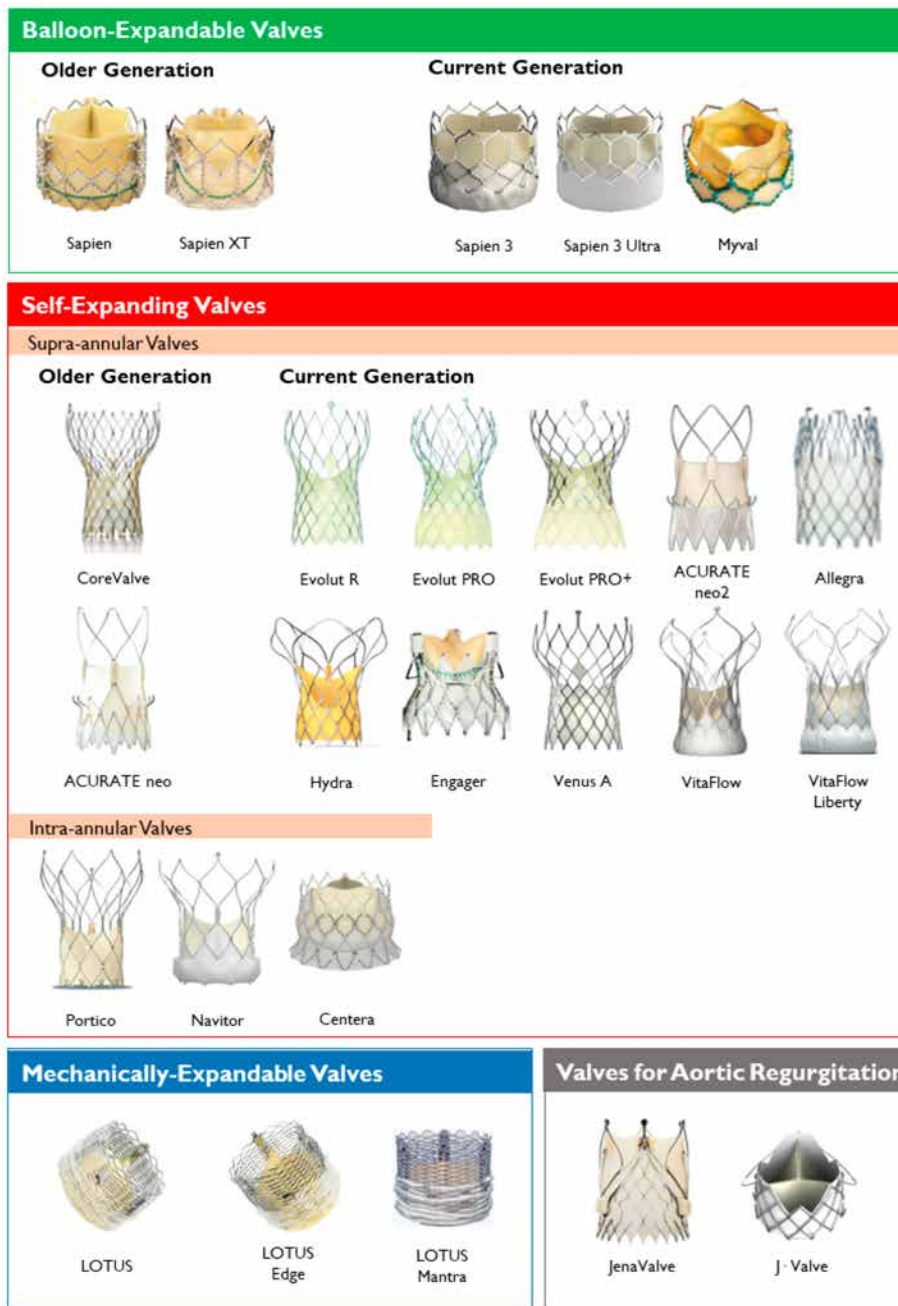 Balloon-Expandable Valves
Older Generation
Current Generation
Sapien
Sapien XT
Sapien 3
Sapien 3 Ultra
Myval
Self-Expanding Valves
Supra-annular Valves
Older Generation
Current Generation
CoreValve
Evolut R
Evolut PRO
Evolut PRO+
ACURATE
neo2
Allegra
ACURATE neo
Hydra
Engager
Venus A
VitaFlow
VitaFlow
Liberty
Intra-annular Valves
Portico
Navitor
Centera
Mechanically-Expandable Valves
LOTUS
LOTUS
Edge
LOTUS
Mantra
Valves for Aortic Regurgitation
JenaValve
J · Valve